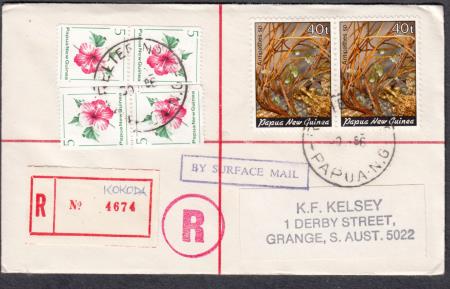 5
Papua New Guinea
5
Papua New Guinea
5
Papua New Guinea
5
Papua New Guinea
40t
Papua New Guinea
40t
Papua New Guinea
PAPUA.N.G
BY SURFACE MAIL
KOKODA
R No 4674
R
K.F. KELSEY
1 DERBY STREET,
GRANGE, S. AUST. 5022